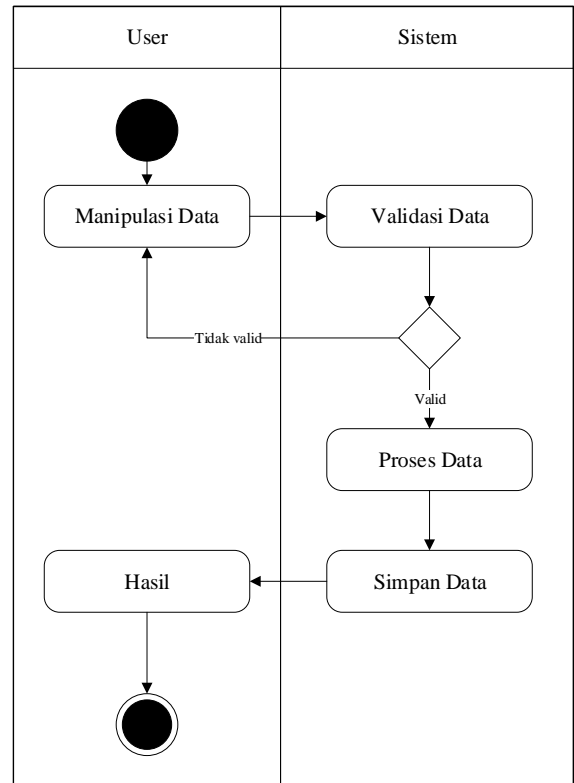 User
Sistem
Manipulasi Data
Validasi Data
Tidak valid
Valid
Proses Data
Hasil
Simpan Data